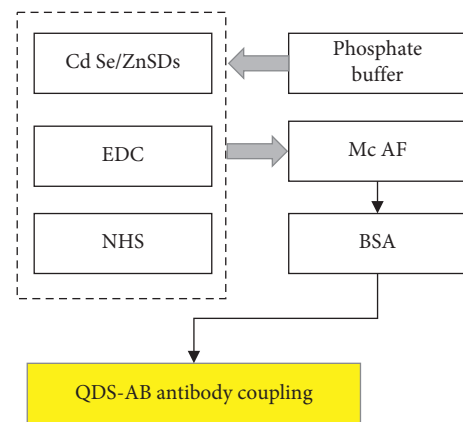 Cd Se/ZnSDs
Phosphate
buffer
EDC
Mc AF
NHS
BSA
QDS-AB antibody coupling